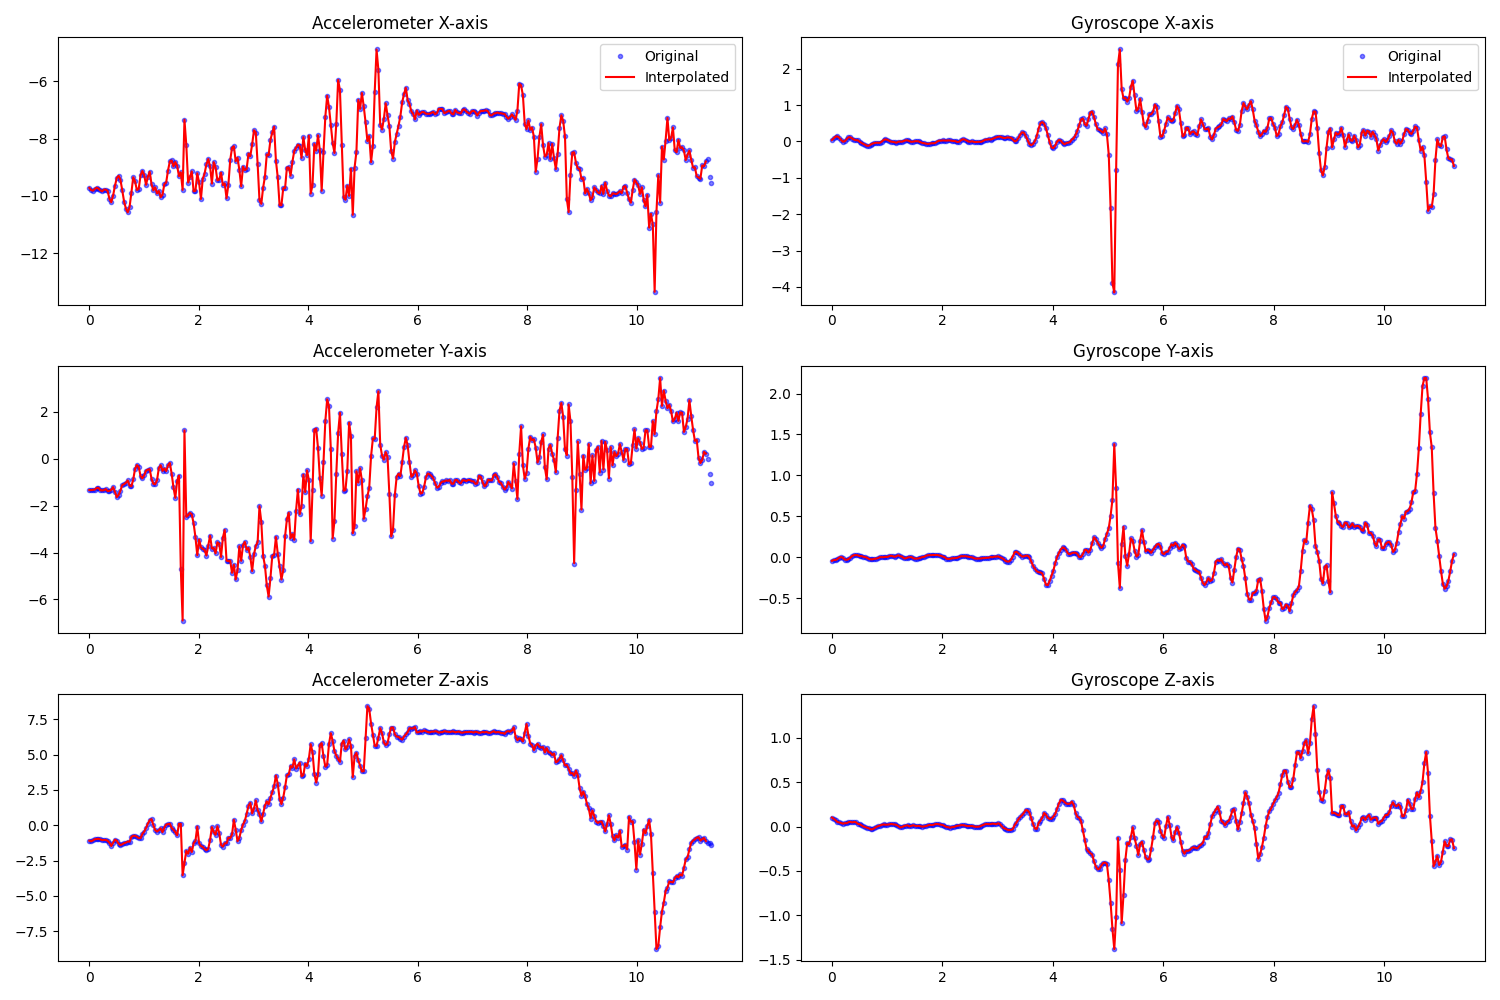 Accelerometer X-axis
Original
Interpolated
−6
−8
−10
−12
0 2 4 6 8 10
Gyroscope X-axis
Original
Interpolated
2
1
0
−1
−2
−3
−4
0 2 4 6 8 10
Accelerometer Y-axis
2
0
−2
−4
−6
0 2 4 6 8 10
Gyroscope Y-axis
2.0
1.5
1.0
0.5
0.0
−0.5
0 2 4 6 8 10
Accelerometer Z-axis
7.5
5.0
2.5
0.0
−2.5
−5.0
−7.5
0 2 4 6 8 10
Gyroscope Z-axis
1.0
0.5
0.0
−0.5
−1.0
−1.5
0 2 4 6 8 10